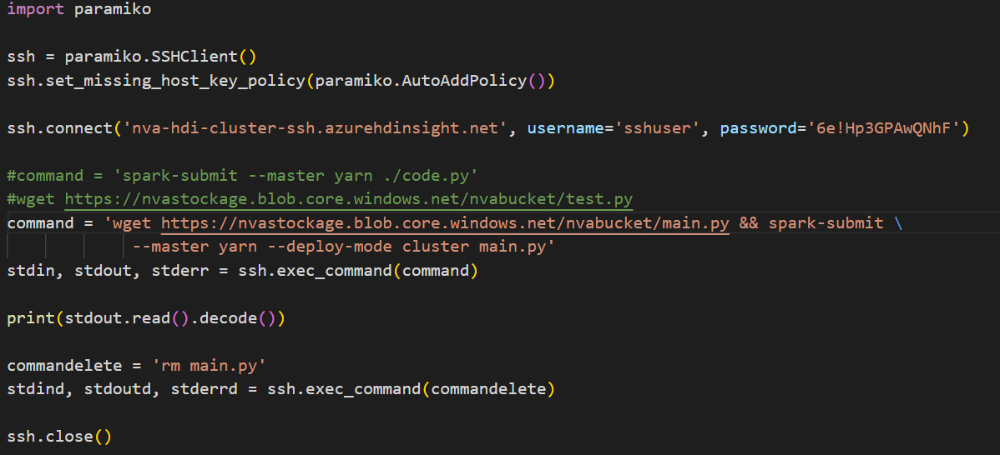 import paramiko
ssh = paramiko.SSHClient()
ssh.set_missing_host_key_policy(paramiko.AutoAddPolicy())
ssh.connect('nva-hdi-cluster-ssh.azurehdinsight.net', username='sshuser', password='6e!Hp3GPAwQNhF')
#command = 'spark-submit --master yarn ./code.py'
#wget https://nvastockage.blob.core.windows.net/nvabucket/test.py
command = 'wget https://nvastockage.blob.core.windows.net/nvabucket/main.py && spark-submit \
--master yarn --deploy-mode cluster main.py'
stdin, stdout, stderr = ssh.exec_command(command)
print(stdout.read().decode())
commandelete = 'rm main.py'
stdind, stdoutd, stderrd = ssh.exec_command(commandelete)
ssh.close()